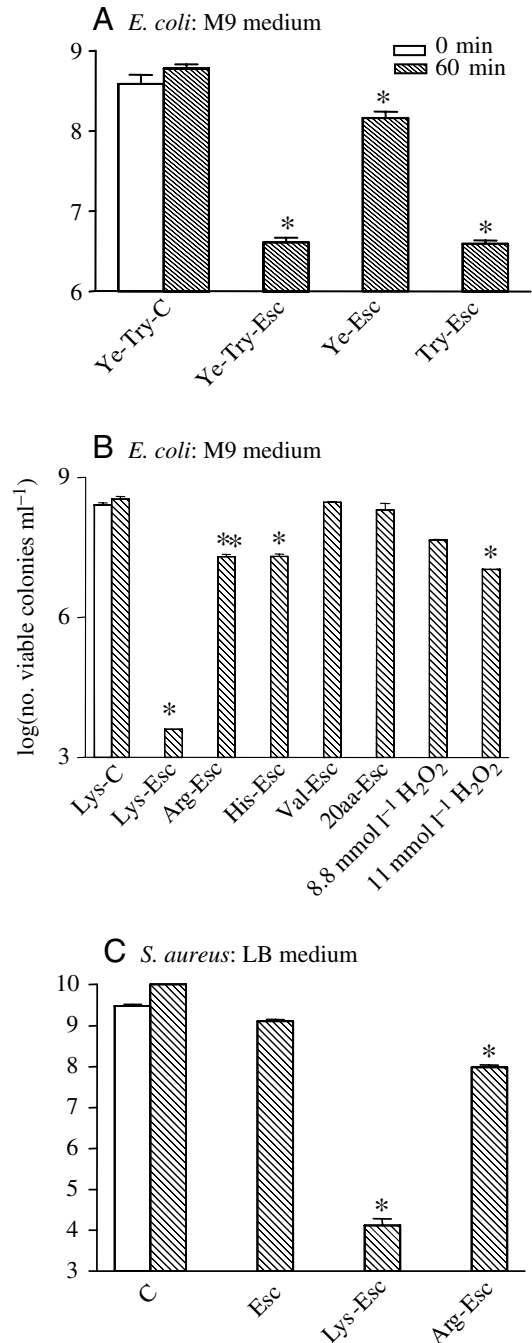 A E. coli: M9 medium
0 min
60 min
9
8
7
6
*
*
*
Ye-Try-C
Ye-Try-Esc
Ye-Esc
Try-Esc
B E. coli: M9 medium
log(no. viable colonies ml⁻¹)
9
6
3
*
**
*
*
Lys-C
Lys-Esc
Arg-Esc
His-Esc
Val-Esc
20aa-Esc
8.8 mmol l⁻¹ H₂O₂
11 mmol l⁻¹ H₂O₂
C S. aureus: LB medium
10
9
8
7
6
5
4
3
*
*
C
Esc
Lys-Esc
Arg-Esc